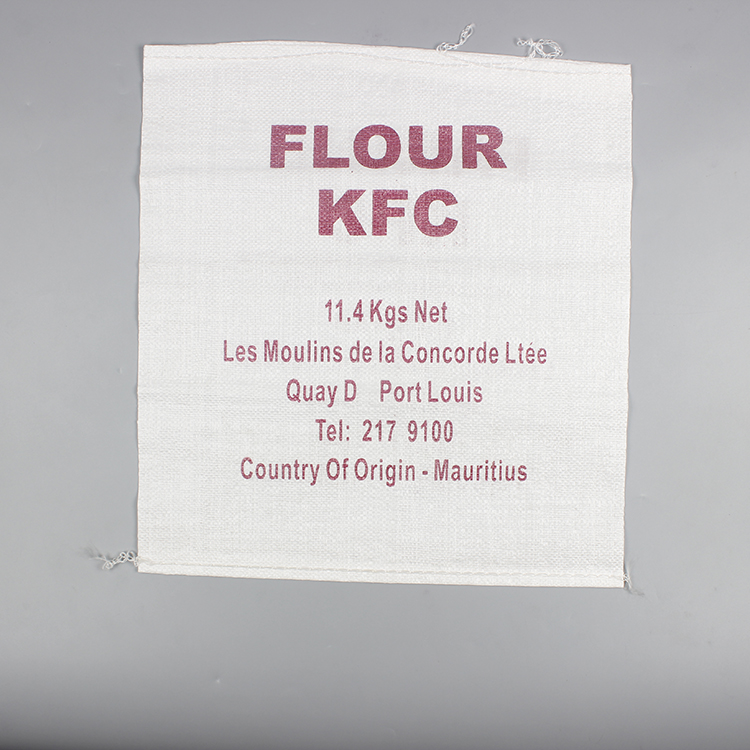 FLOUR
KFC
11.4 Kgs Net
Les Moulins de la Concorde Ltée
Quay D Port Louis
Tel: 217 9100
Country Of Origin - Mauritius